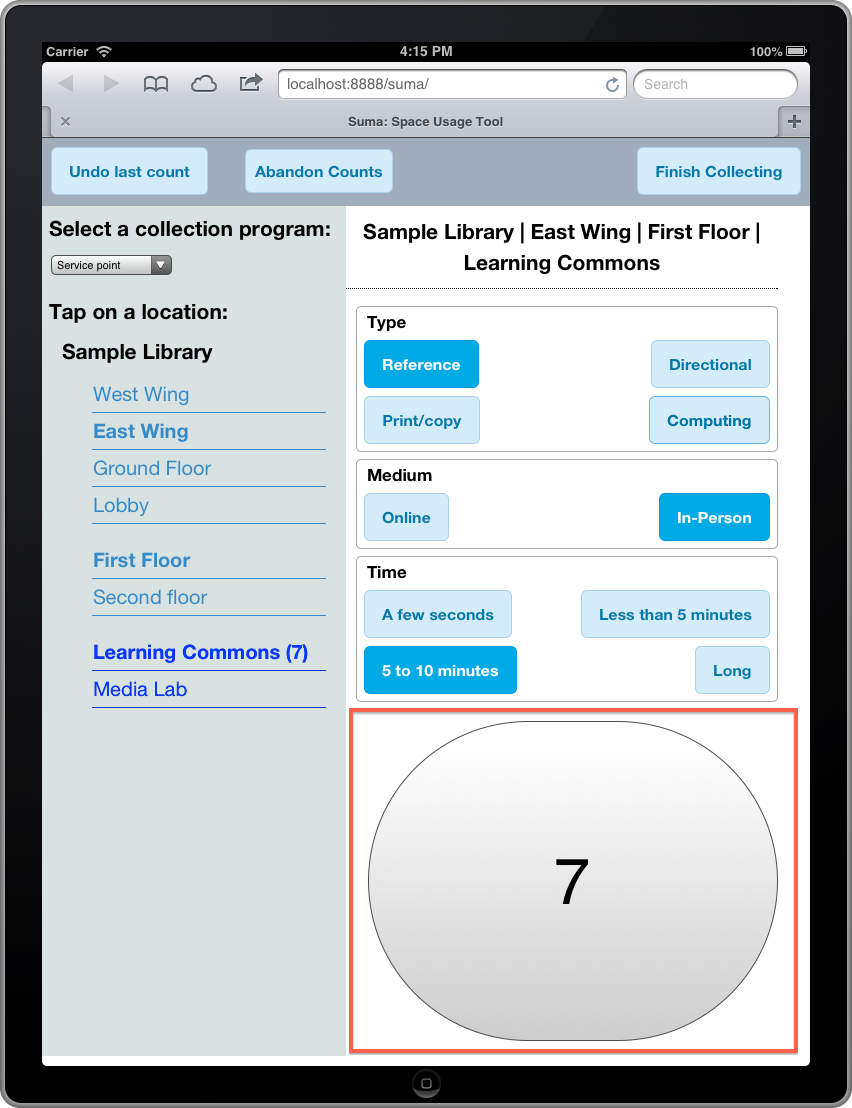 Carrier 4:15 PM 100%
localhost:8888/suma/ Search
Suma: Space Usage Tool
Undo last count Abandon Counts Finish Collecting
Select a collection program:
Service point
Tap on a location:
Sample Library
West Wing
East Wing
Ground Floor
Lobby
First Floor
Second floor
Learning Commons (7)
Media Lab
Sample Library | East Wing | First Floor |
Learning Commons
Type
Reference Directional
Print/copy Computing
Medium
Online In-Person
Time
A few seconds Less than 5 minutes
5 to 10 minutes Long
7